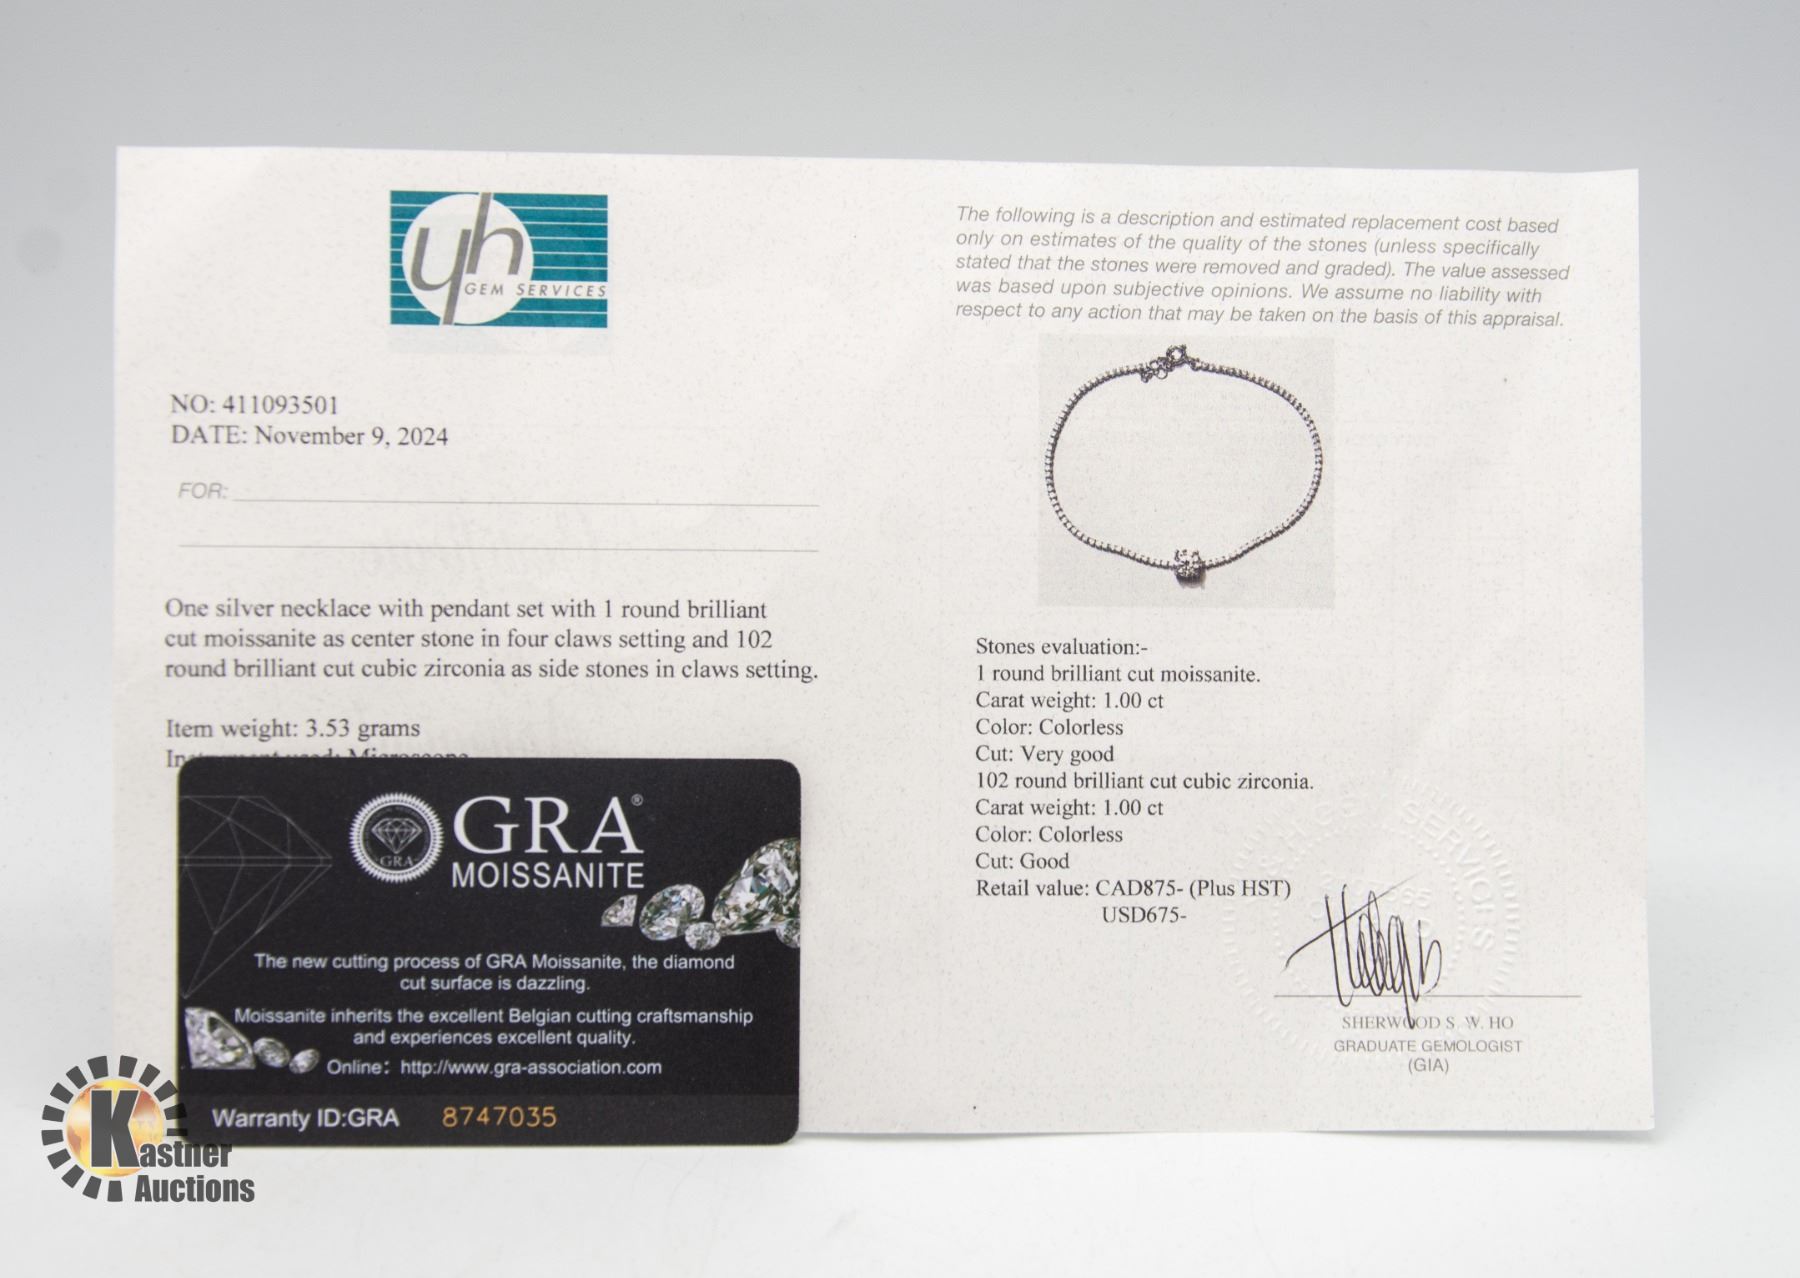 yh
GEM SERVICES
NO: 411093501
DATE: November 9, 2024
FOR:
One silver necklace with pendant set with 1 round brilliant
cut moissanite as center stone in four claws setting and 102
round brilliant cut cubic zirconia as side stones in claws setting.
Item weight: 3.53 grams
Instrument used: Microscope
GRA®
MOISSANITE
GRA
The new cutting process of GRA Moissanite, the diamond
cut surface is dazzling.
Moissanite inherits the excellent Belgian cutting craftsmanship
and experiences excellent quality.
Online: http://www.gra-association.com
Warranty ID:GRA 8747035
Kastner
Auctions
The following is a description and estimated replacement cost based
only on estimates of the quality of the stones (unless specifically
stated that the stones were removed and graded). The value assessed
was based upon subjective opinions. We assume no liability with
respect to any action that may be taken on the basis of this appraisal.
Stones evaluation:-
1 round brilliant cut moissanite.
Carat weight: 1.00 ct
Color: Colorless
Cut: Very good
102 round brilliant cut cubic zirconia.
Carat weight: 1.00 ct
Color: Colorless
Cut: Good
Retail value: CAD875- (Plus HST)
USD675-
SERVICES
SHERWOOD S. W. HO
GRADUATE GEMOLOGIST
(GIA)